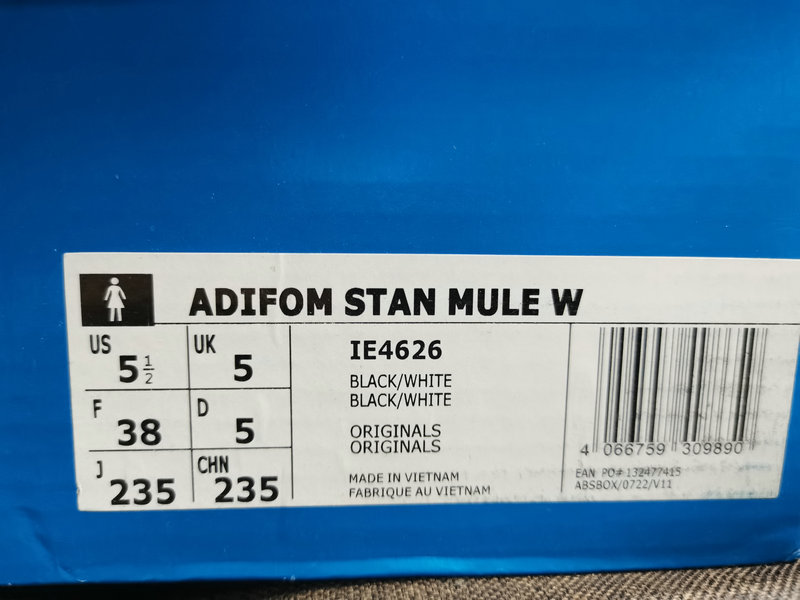 ADIFOM STAN MULE W
US 5 1/2 UK 5
F 38 D 5
J 235 CHN 235
IE4626
BLACK/WHITE
BLACK/WHITE
ORIGINALS
ORIGINALS
MADE IN VIETNAM
FABRIQUE AU VIETNAM
4 066759 309890
EAN PO# 132477415
ABSBOX/0722/V11